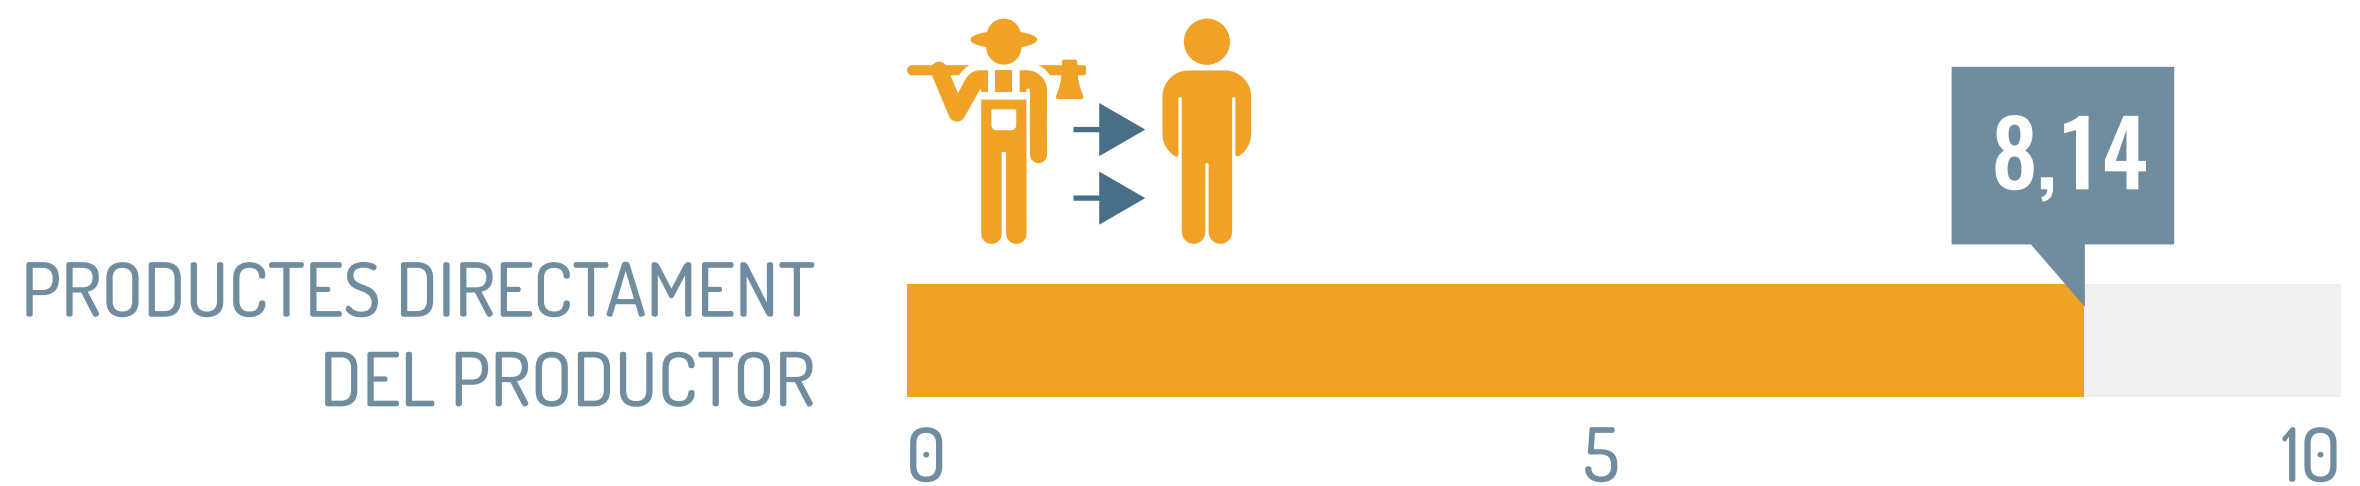 8,14
PRODUCTES DIRECTAMENT
DEL PRODUCTOR
0 5 10